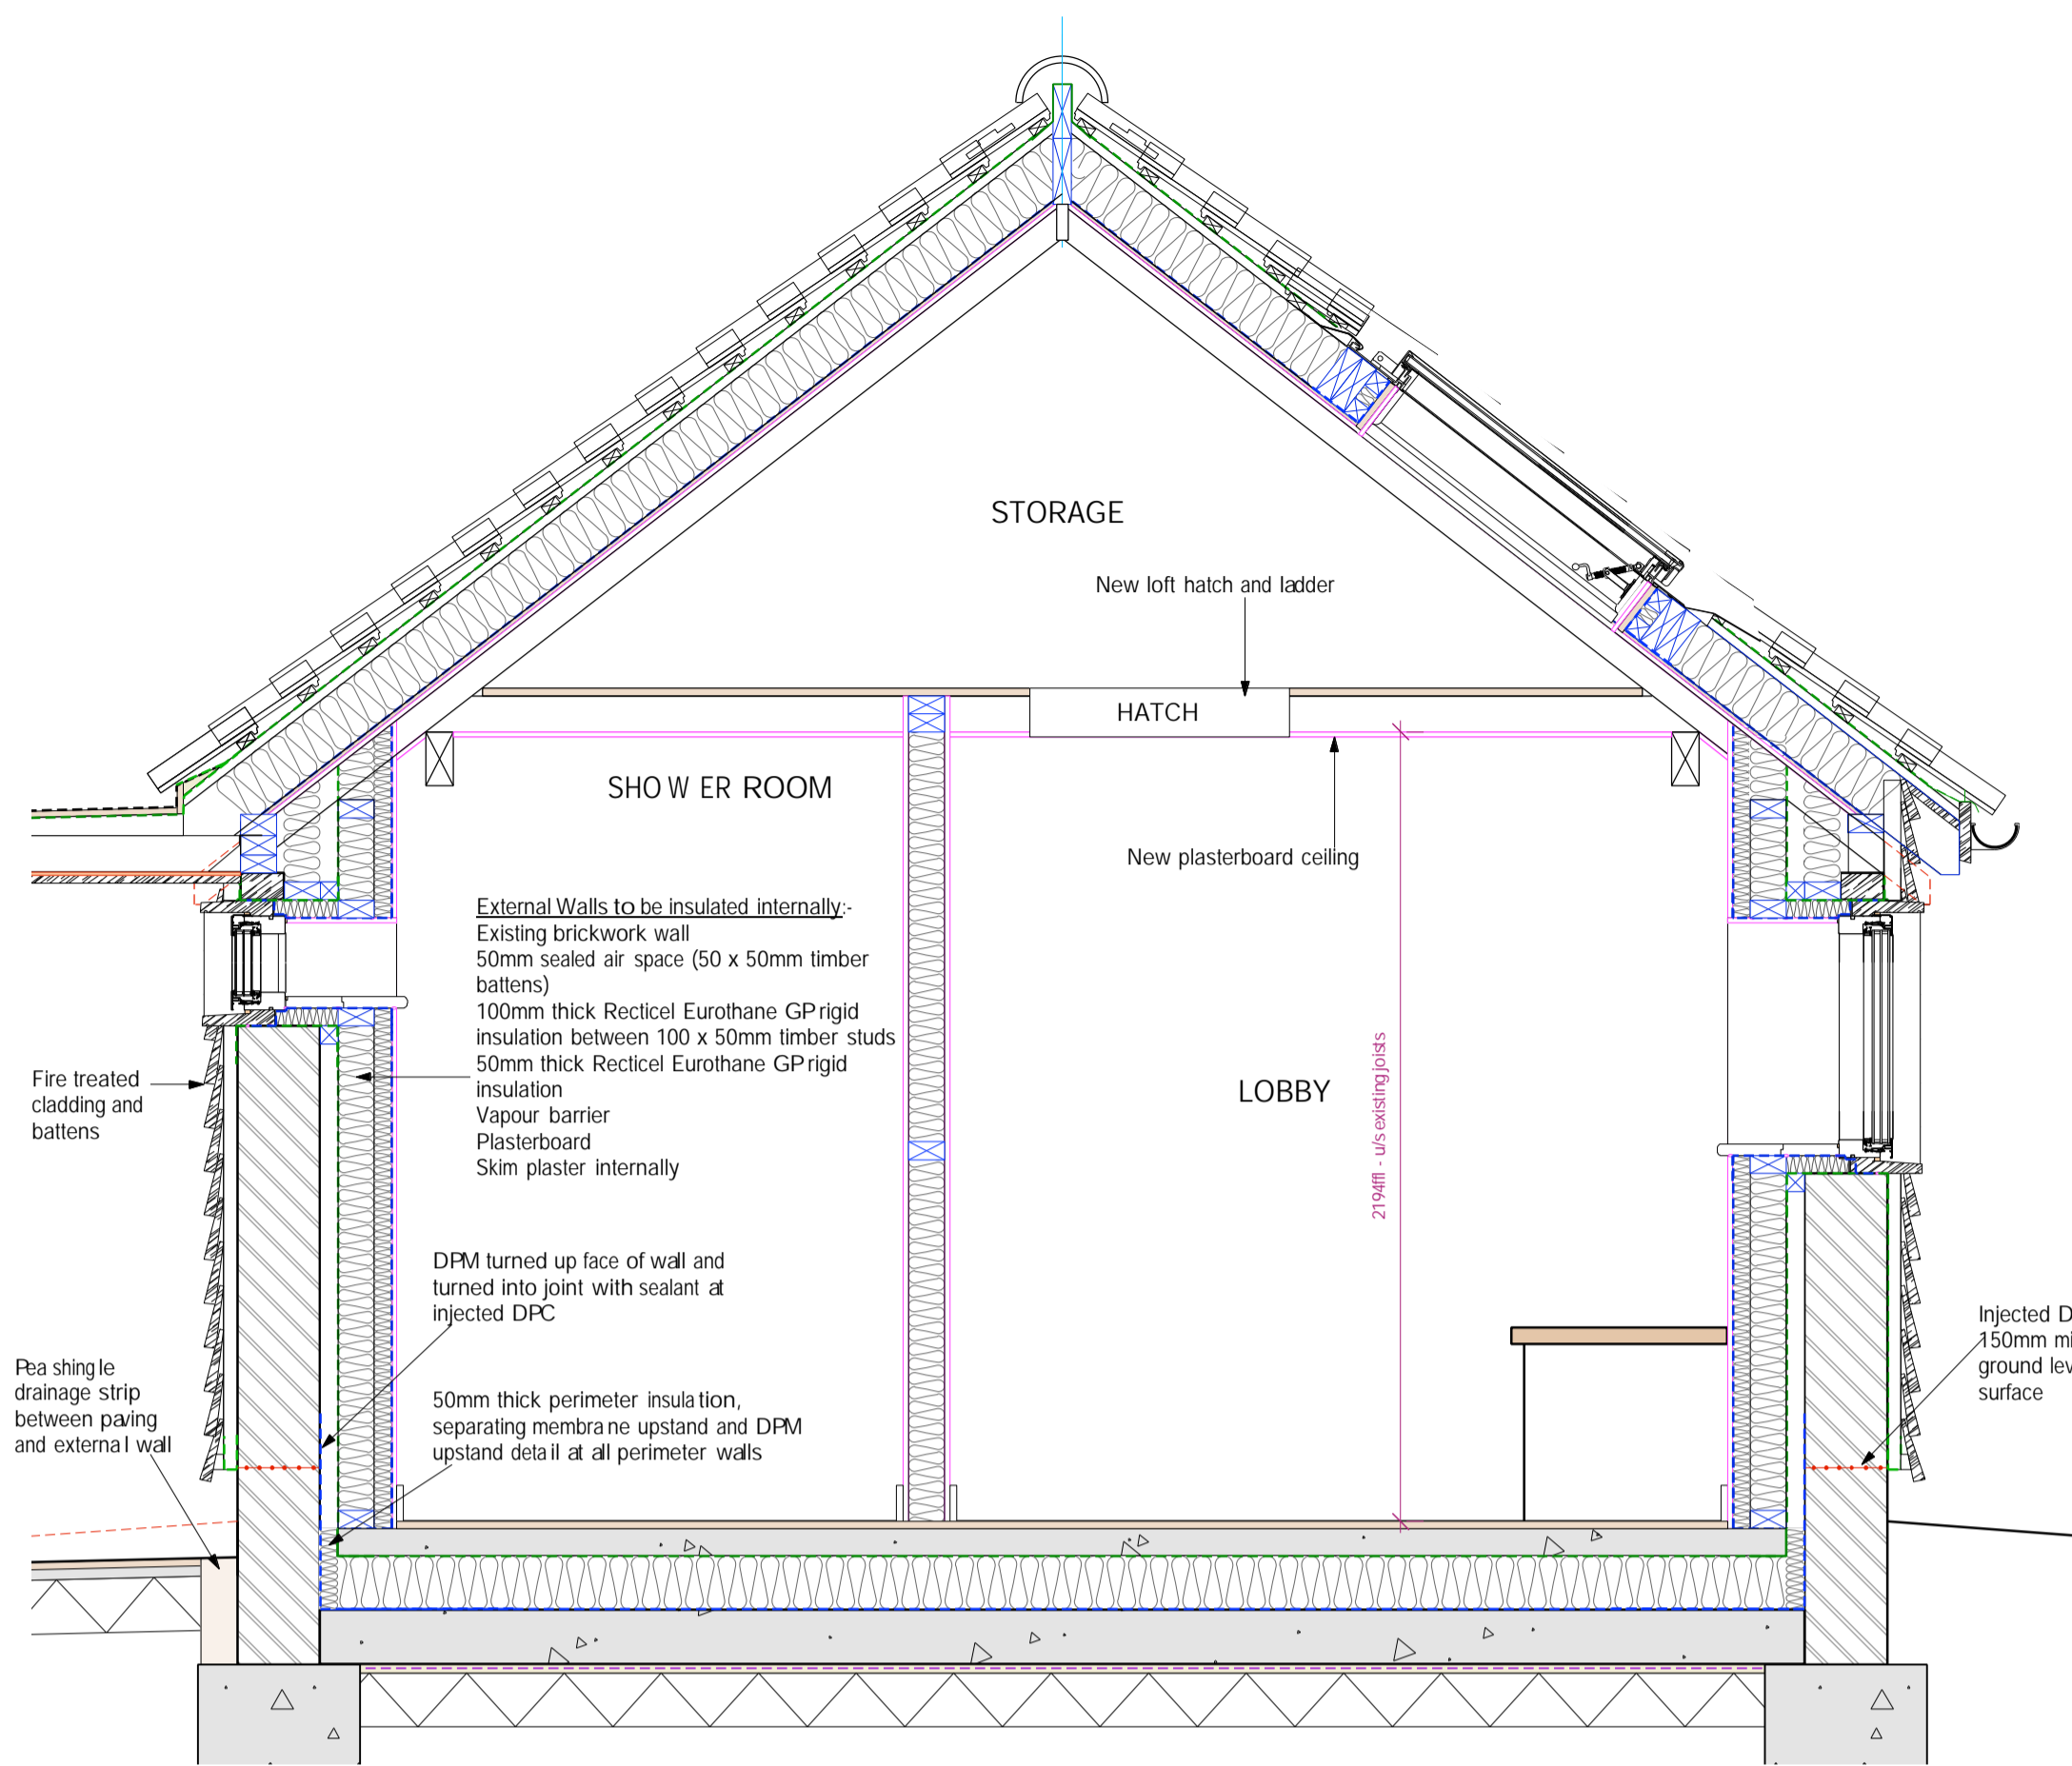 STORAGE
New loft hatch and ladder
HATCH
SHOWER ROOM
New plasterboard ceiling
External Walls to be insulated internally:-
Existing brickwork wall
50mm sealed air space (50 x 50mm timber
battens)
100mm thick Recticel Eurothane GP rigid
insulation between 100 x 50mm timber studs
50mm thick Recticel Eurothane GP rigid
insulation
Vapour barrier
Plasterboard
Skim plaster internally
Fire treated
cladding and
battens
LOBBY
2194ffl - u/s existing joists
DPM turned up face of wall and
turned into joint with sealant at
injected DPC
Pea shingle
drainage strip
between paving
and external wall
50mm thick perimeter insulation,
separating membrane upstand and DPM
upstand detail at all perimeter walls
Injected D
150mm mi
ground lev
surface